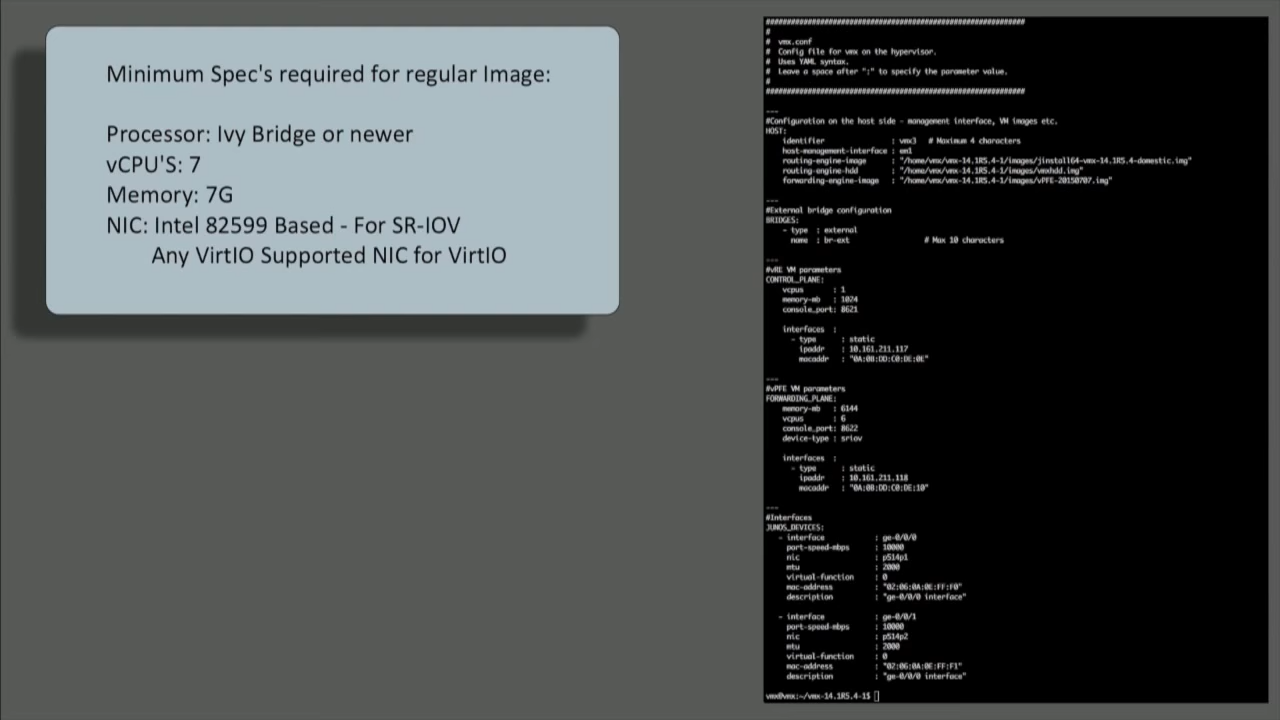 Minimum Spec's required for regular Image:
Processor: Ivy Bridge or newer
vCPU'S: 7
Memory: 7G
NIC: Intel 82599 Based - For SR-IOV
Any VirtIO Supported NIC for VirtIO
##############################################################
#
# vmx.conf
# Config file for vmx on the hypervisor.
# Uses YAML syntax.
# Leave a space after ":" to specify the parameter value.
#
##############################################################
---
#Configuration on the host side - management interface, VM images etc.
HOST:
identifier : vmx3 # Maximum 4 characters
host-management-interface : em1
routing-engine-image : "/home/vmx/vmx-14.1R5.4-1/images/jinstall64-vmx-14.1R5.4-domestic.img"
routing-engine-hdd : "/home/vmx/vmx-14.1R5.4-1/images/vmxhdd.img"
forwarding-engine-image : "/home/vmx/vmx-14.1R5.4-1/images/vPFE-20150707.img"
---
#External bridge configuration
BRIDGES:
- type : external
name : br-ext # Max 10 characters
---
#vRE VM parameters
CONTROL_PLANE:
vcpus : 1
memory-mb : 1024
console_port: 8621
interfaces :
- type : static
ipaddr : 10.161.211.117
macaddr : "0A:08:DD:C0:DE:0E"
---
#vPFE VM parameters
FORWARDING_PLANE:
memory-mb : 6144
vcpus : 6
console_port: 8622
device-type : sriov
interfaces :
- type : static
ipaddr : 10.161.211.118
macaddr : "0A:08:DD:C0:DE:10"
---
#Interfaces
JUNOS_DEVICES:
- interface : ge-0/0/0
port-speed-mbps : 10000
nic : p514p1
mtu : 2000
virtual-function : 0
mac-address : "02:06:0A:0E:FF:F0"
description : "ge-0/0/0 interface"
- interface : ge-0/0/1
port-speed-mbps : 10000
nic : p514p2
mtu : 2000
virtual-function : 0
mac-address : "02:06:0A:0E:FF:F1"
description : "ge-0/0/0 interface"
vmx@vmx:~/vmx-14.1R5.4-1$